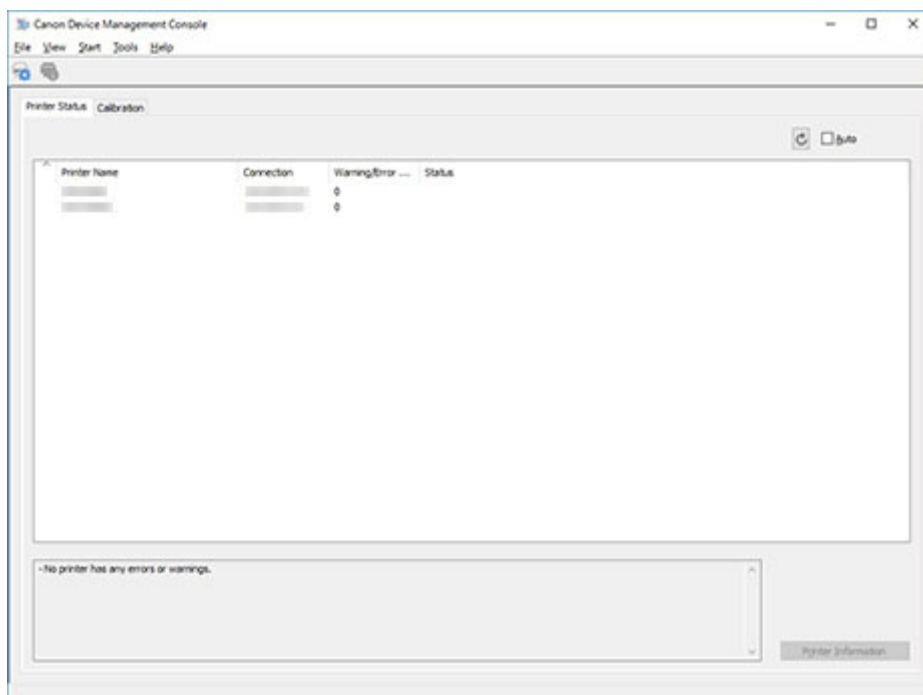 Canon Device Management Console
File View Start Tools Help
Printer Status Calibration
Auto
Printer Name Connection Warning/Error .... Status
0
0
-No printer has any errors or warnings.
Printer Information